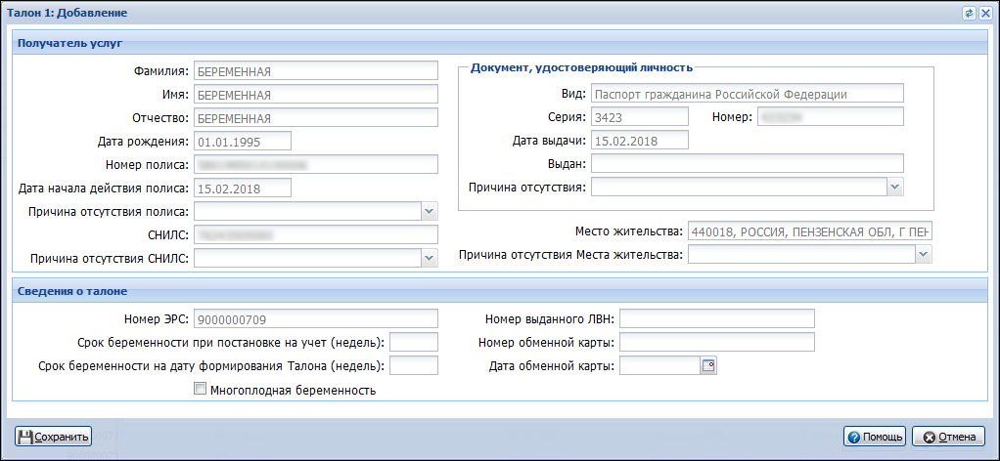 Талон 1: Добавление
Получатель услуг
Фамилия: БЕРЕМЕННАЯ
Имя: БЕРЕМЕННАЯ
Отчество: БЕРЕМЕННАЯ
Дата рождения: 01.01.1995
Номер полиса:
Дата начала действия полиса: 15.02.2018
Причина отсутствия полиса:
СНИЛС:
Причина отсутствия СНИЛС:
Документ, удостоверяющий личность
Вид: Паспорт гражданина Российской Федерации
Серия: 3423 Номер:
Дата выдачи: 15.02.2018
Выдан:
Причина отсутствия:
Место жительства: 440018, РОССИЯ, ПЕНЗЕНСКАЯ ОБЛ, Г ПЕН
Причина отсутствия Места жительства:
Сведения о талоне
Номер ЭРС: 9000000709
Срок беременности при постановке на учет (недель):
Срок беременности на дату формирования Талона (недель):
Многоплодная беременность
Номер выданного ЛВН:
Номер обменной карты:
Дата обменной карты:
Сохранить Помощь Отмена